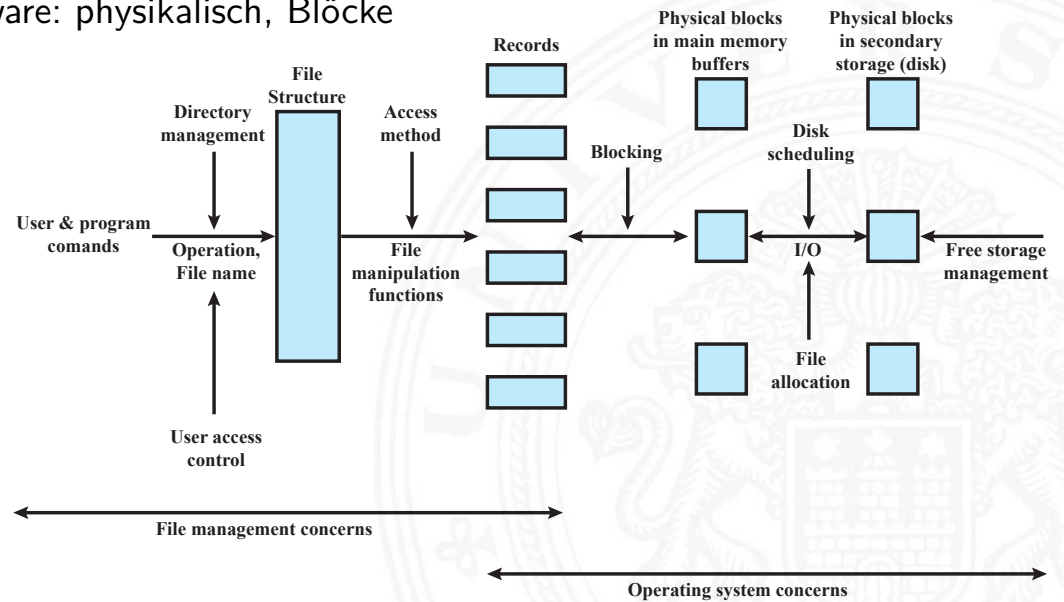 ware: physikalisch, Blöcke
Records
Physical blocks
in main memory
buffers
Physical blocks
in secondary
storage (disk)
File
Structure
Directory
management
Access
method
Blocking
Disk
scheduling
User & program
comands
Operation,
File name
File
manipulation
functions
I/O
Free storage
management
File
allocation
User access
control
File management concerns
Operating system concerns